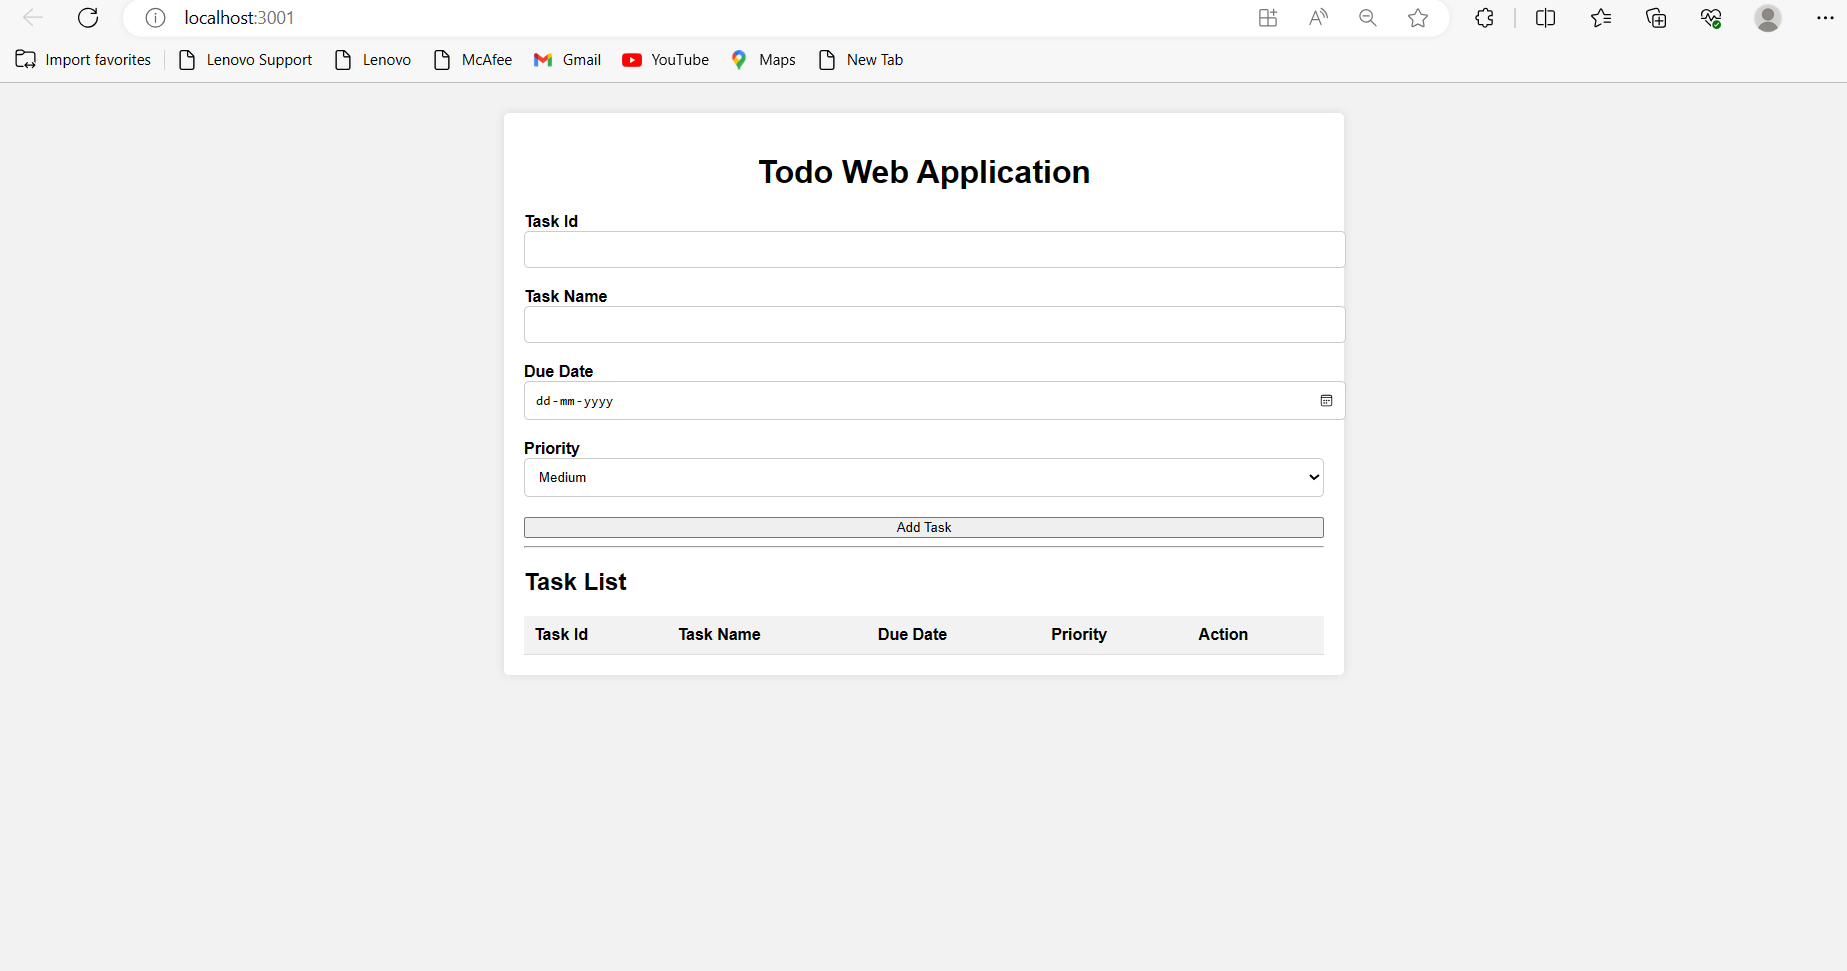 localhost:3001
Import favorites Lenovo Support Lenovo McAfee Gmail YouTube Maps New Tab
Todo Web Application
Task Id
Task Name
Due Date
dd-mm-yyyy
Priority
Medium
Add Task
Task List
Task Id Task Name Due Date Priority Action